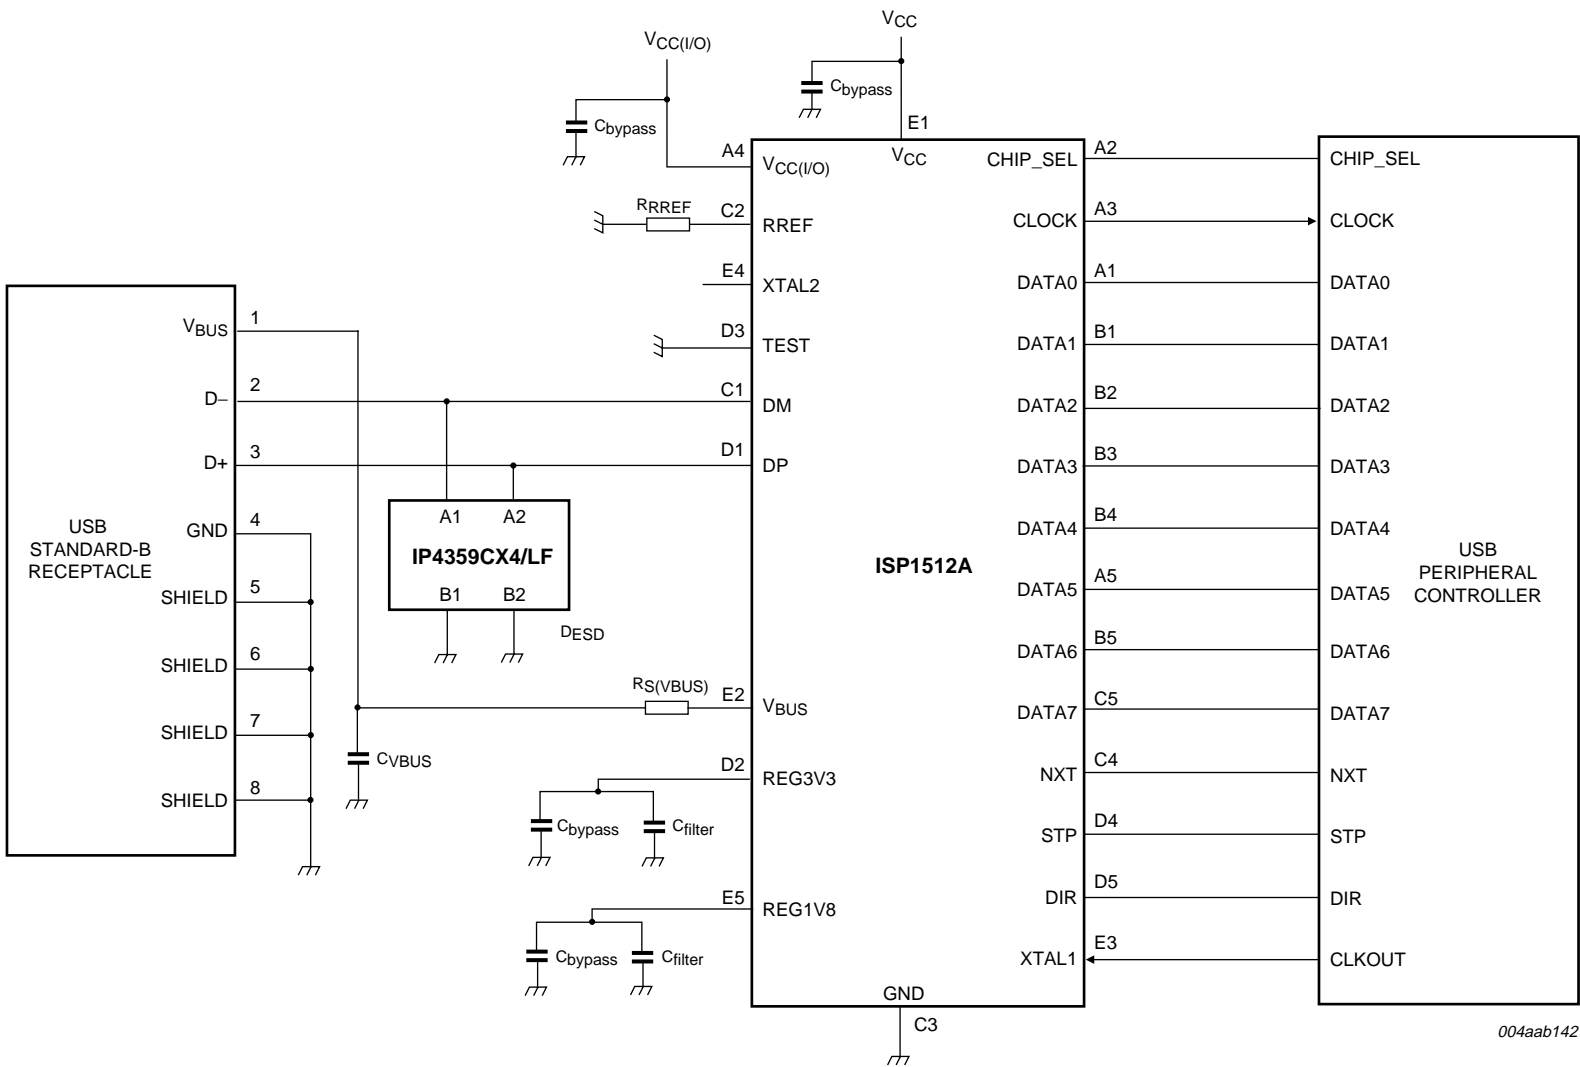 VCC
VCC(I/O)
Cbypass
Cbypass
E1
A4
VCC(I/O)
VCC
CHIP_SEL
A2
CHIP_SEL
RRREF
C2
RREF
CLOCK
A3
CLOCK
E4
XTAL2
DATA0
A1
DATA0
VBUS
1
D3
TEST
DATA1
B1
DATA1
D–
2
C1
DM
DATA2
B2
DATA2
D+
3
D1
DP
DATA3
B3
DATA3
A1
A2
GND
4
DATA4
B4
DATA4
USB
STANDARD-B
RECEPTACLE
IP4359CX4/LF
ISP1512A
USB
PERIPHERAL
CONTROLLER
SHIELD
5
B1
B2
DATA5
A5
DATA5
DESD
SHIELD
6
DATA6
B5
DATA6
RS(VBUS)
E2
VBUS
DATA7
C5
DATA7
SHIELD
7
CVBUS
D2
REG3V3
NXT
C4
NXT
SHIELD
8
Cbypass
Cfilter
STP
D4
STP
E5
REG1V8
DIR
D5
DIR
Cbypass
Cfilter
XTAL1
E3
CLKOUT
GND
C3
004aab142